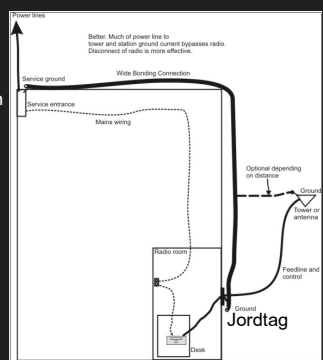 Power lines
Better. Much of power line to
tower and station ground current bypasses radio.
Disconnect of radio is more effective.
Service ground
Wide Bonding Connection
Service entrance
Mains wiring
Optional depending
on distance
Ground
Tower or
antenna
Radio room
Feedline and
control
Ground
Jordtag
Desk